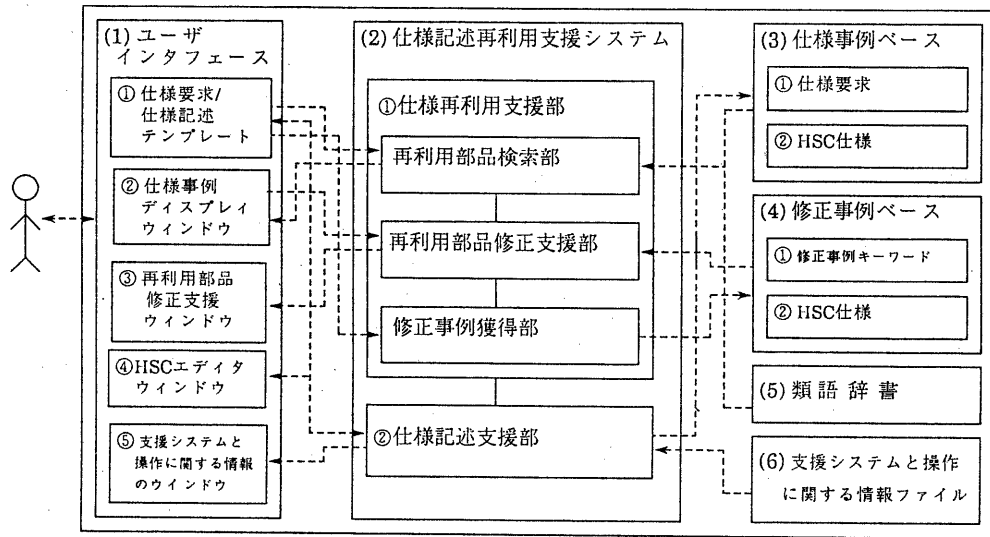 (1) ユーザ
インタフェース
① 仕様要求/
仕様記述
テンプレート
② 仕様事例
ディスプレイ
ウィンドウ
③ 再利用部品
修正支援
ウィンドウ
④HSCエディタ
ウィンドウ
⑤ 支援システムと
操作に関する情報
のウインドウ
(2) 仕様記述再利用支援システム
①仕様再利用支援部
再利用部品検索部
再利用部品修正支援部
修正事例獲得部
②仕様記述支援部
(3) 仕様事例ベース
① 仕様要求
② HSC仕様
(4) 修正事例ベース
① 修正事例キーワード
② HSC仕様
(5) 類語辞書
(6) 支援システムと操作
に関する情報ファイル